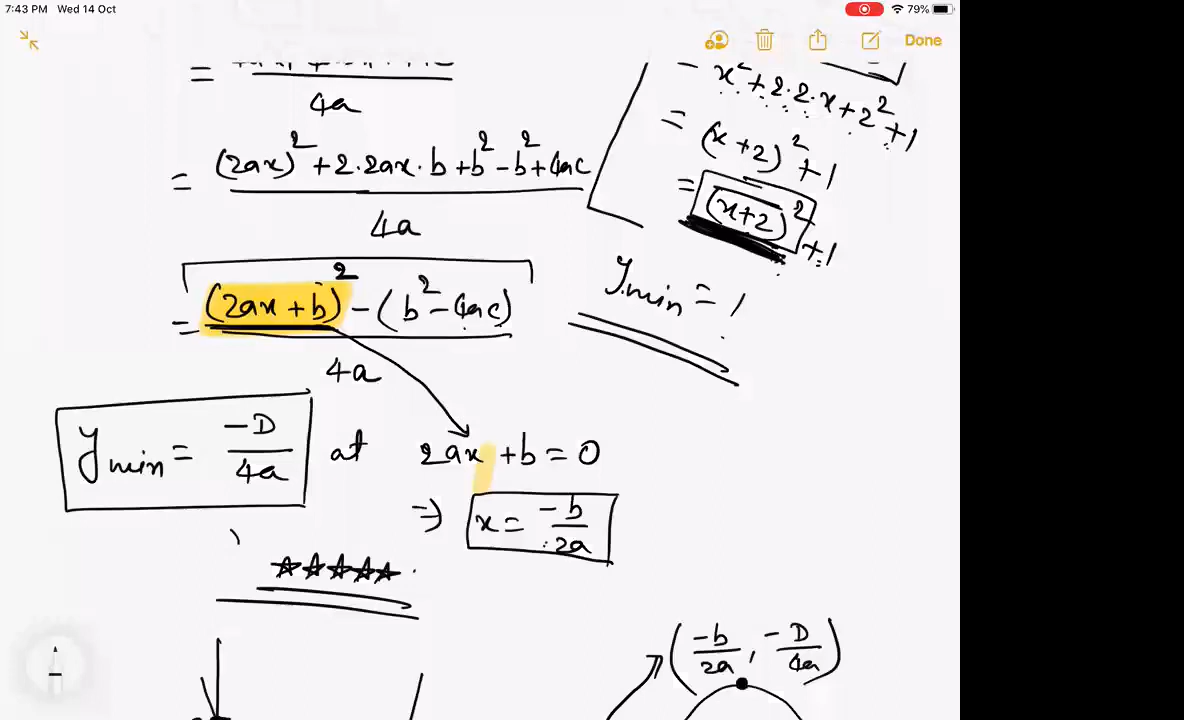 7:43 PM Wed 14 Oct
79%
Done
=
4a
= (2ax)² + 2·2ax·b + b² - b² + 4ac
4a
= (2ax + b)² - (b² - 4ac)
4a
y min = -D/4a at 2ax + b = 0
⇒ x = -b/2a
☆☆☆☆☆
= x² + 2·2·x + 2² + 1
= (x+2)² + 1
= (x+2)² + 1
y min = 1
(-b/2a, -D/4a)